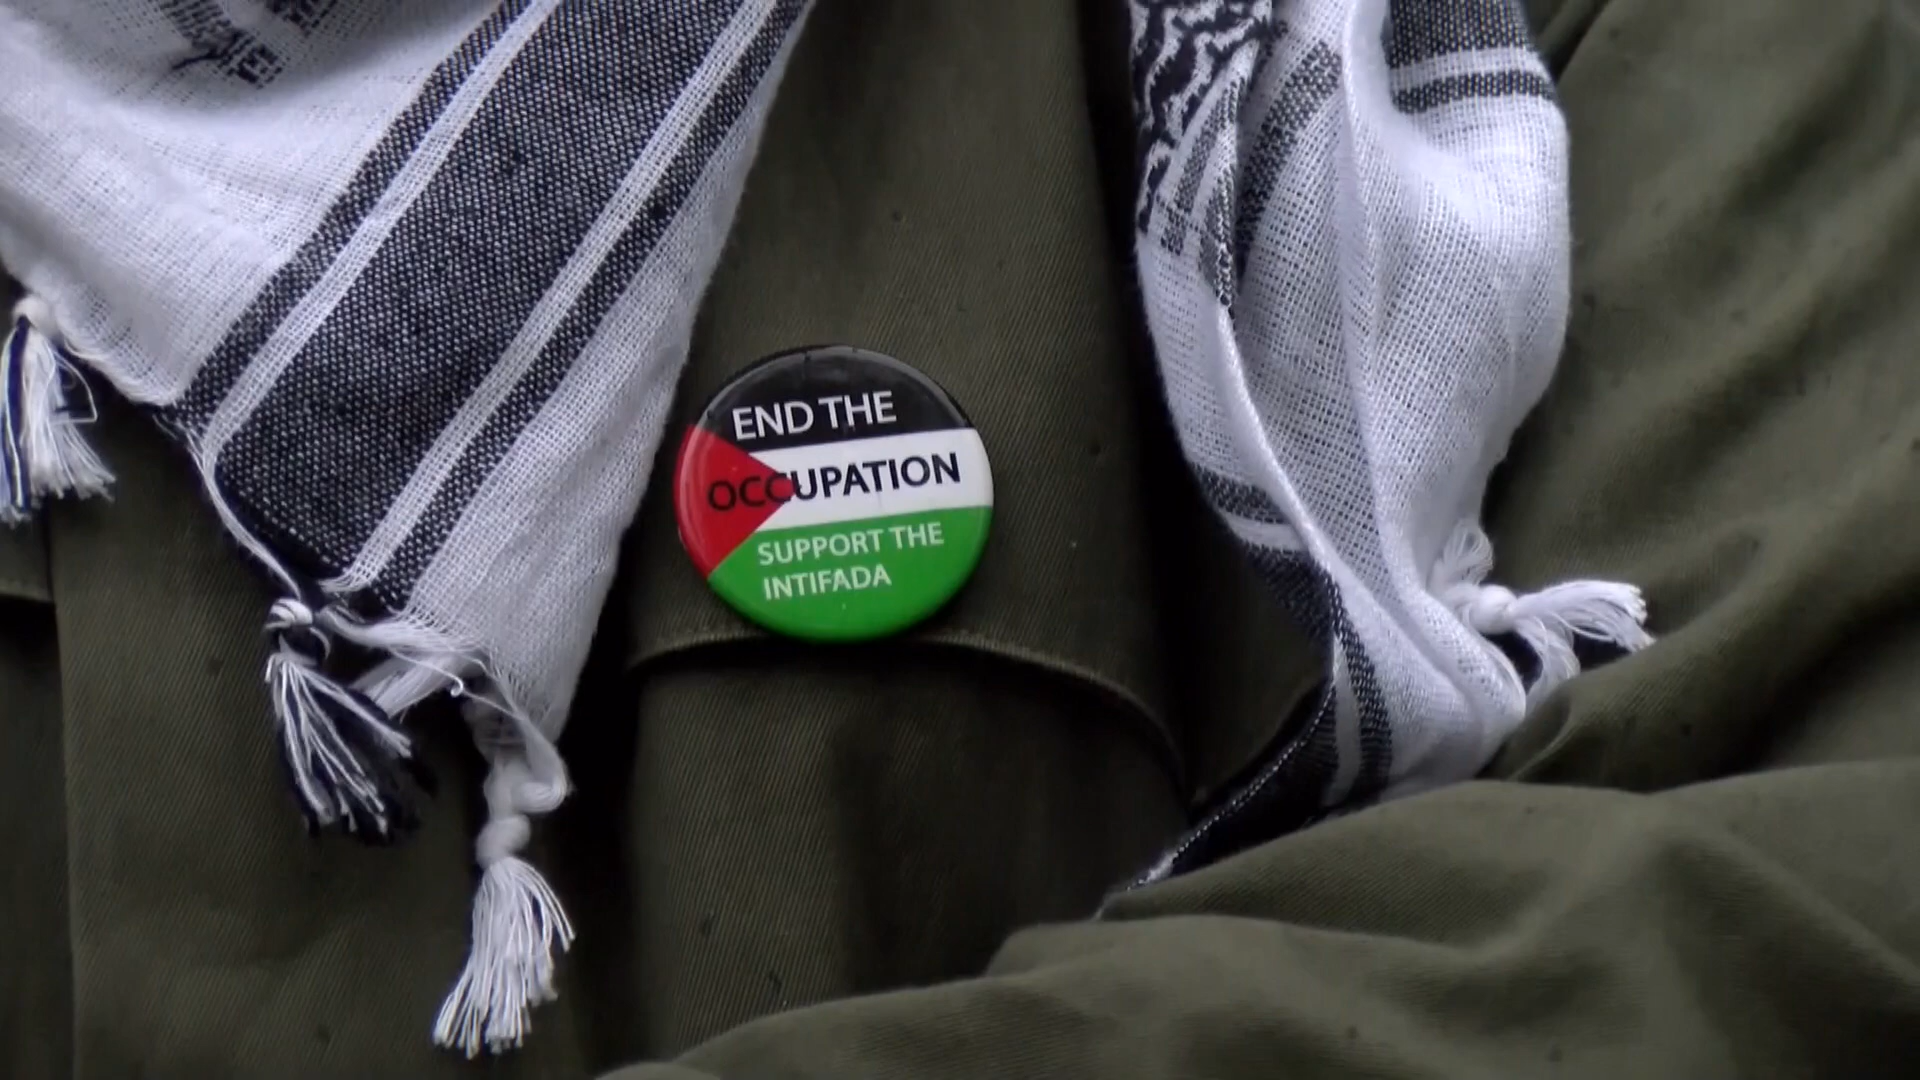 END THE
OCCUPATION
SUPPORT THE
INTIFADA